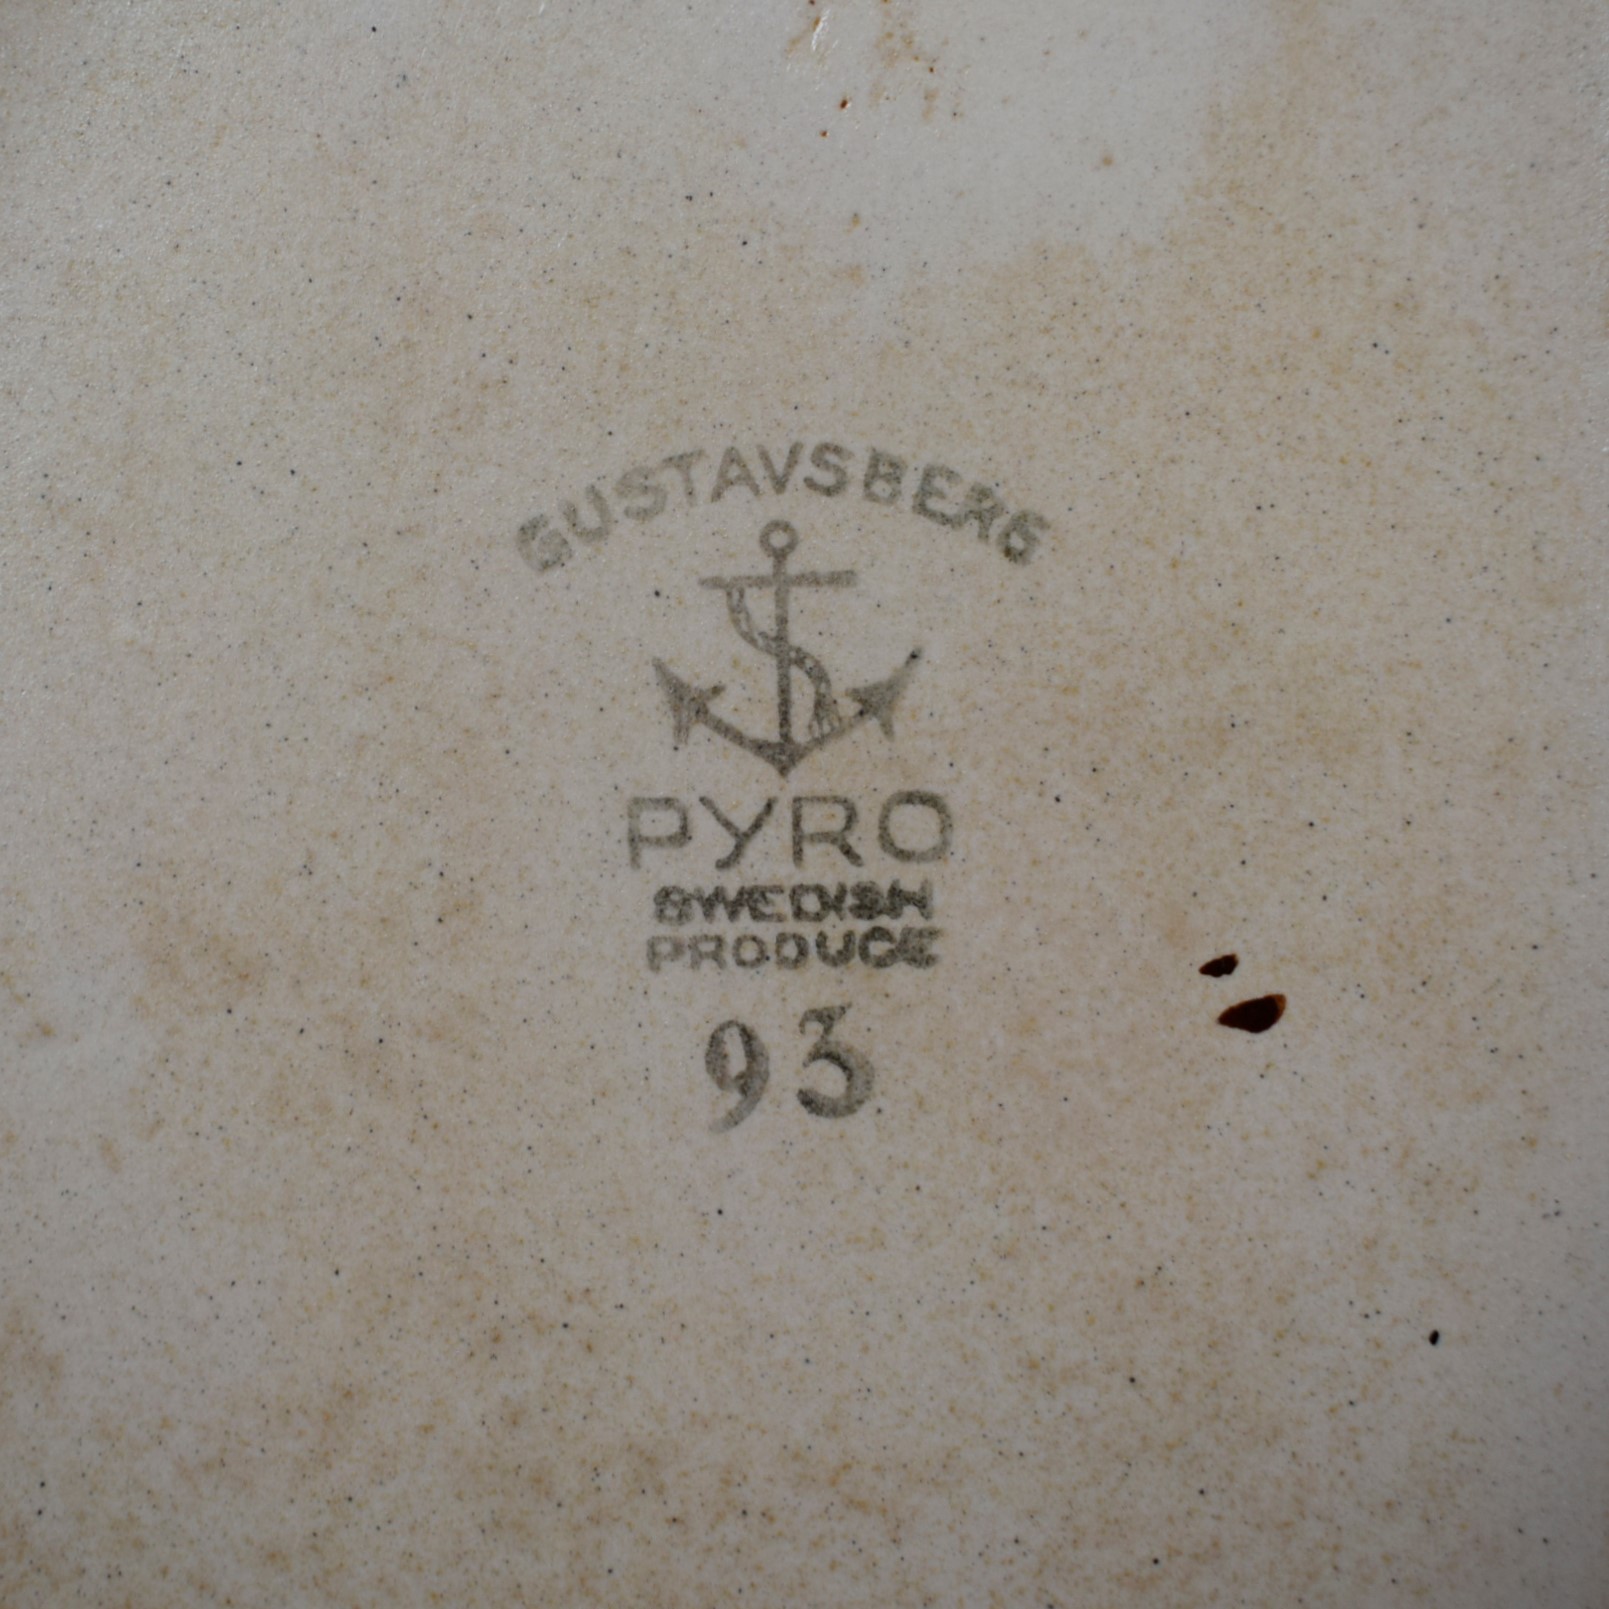 GUSTAVSBERG
PYRO
SWEDISH
PRODUCE
93